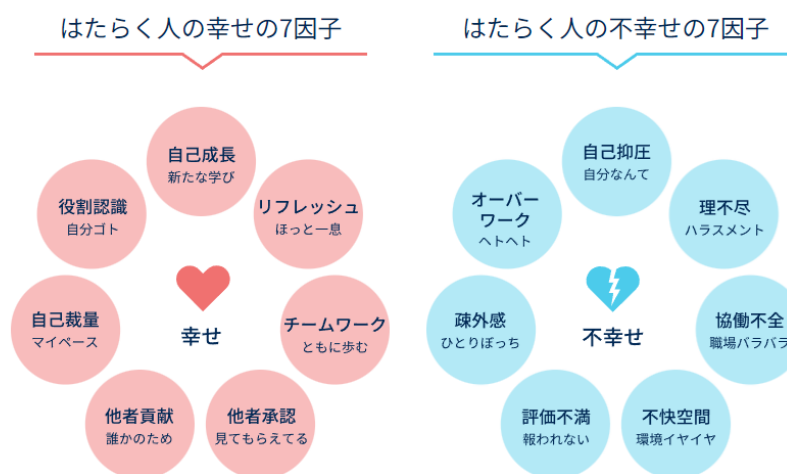 はたらく人の幸せの7因子
自己成長
新たな学び
リフレッシュ
ほっと一息
チームワーク
ともに歩む
他者承認
見てもらえてる
他者貢献
誰かのため
自己裁量
マイペース
役割認識
自分ゴト
幸せ
はたらく人の不幸せの7因子
自己抑圧
自分なんて
理不尽
ハラスメント
協働不全
職場バラバラ
不快空間
環境イヤイヤ
評価不満
報われない
疎外感
ひとりぼっち
オーバー
ワーク
ヘトヘト
不幸せ